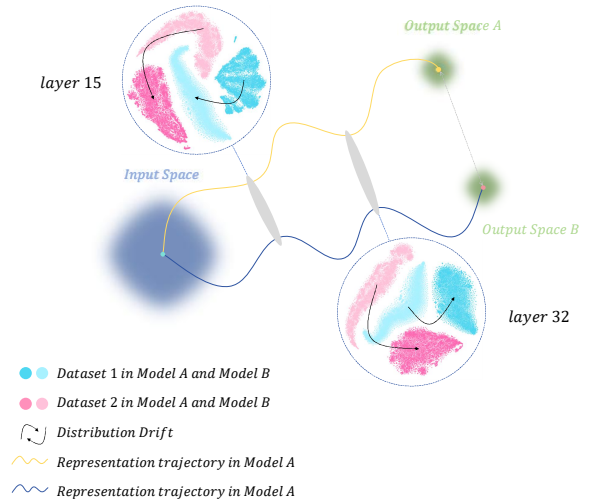 Output Space A
layer 15
Input Space
Output Space B
layer 32
Dataset 1 in Model A and Model B
Dataset 2 in Model A and Model B
Distribution Drift
Representation trajectory in Model A
Representation trajectory in Model A